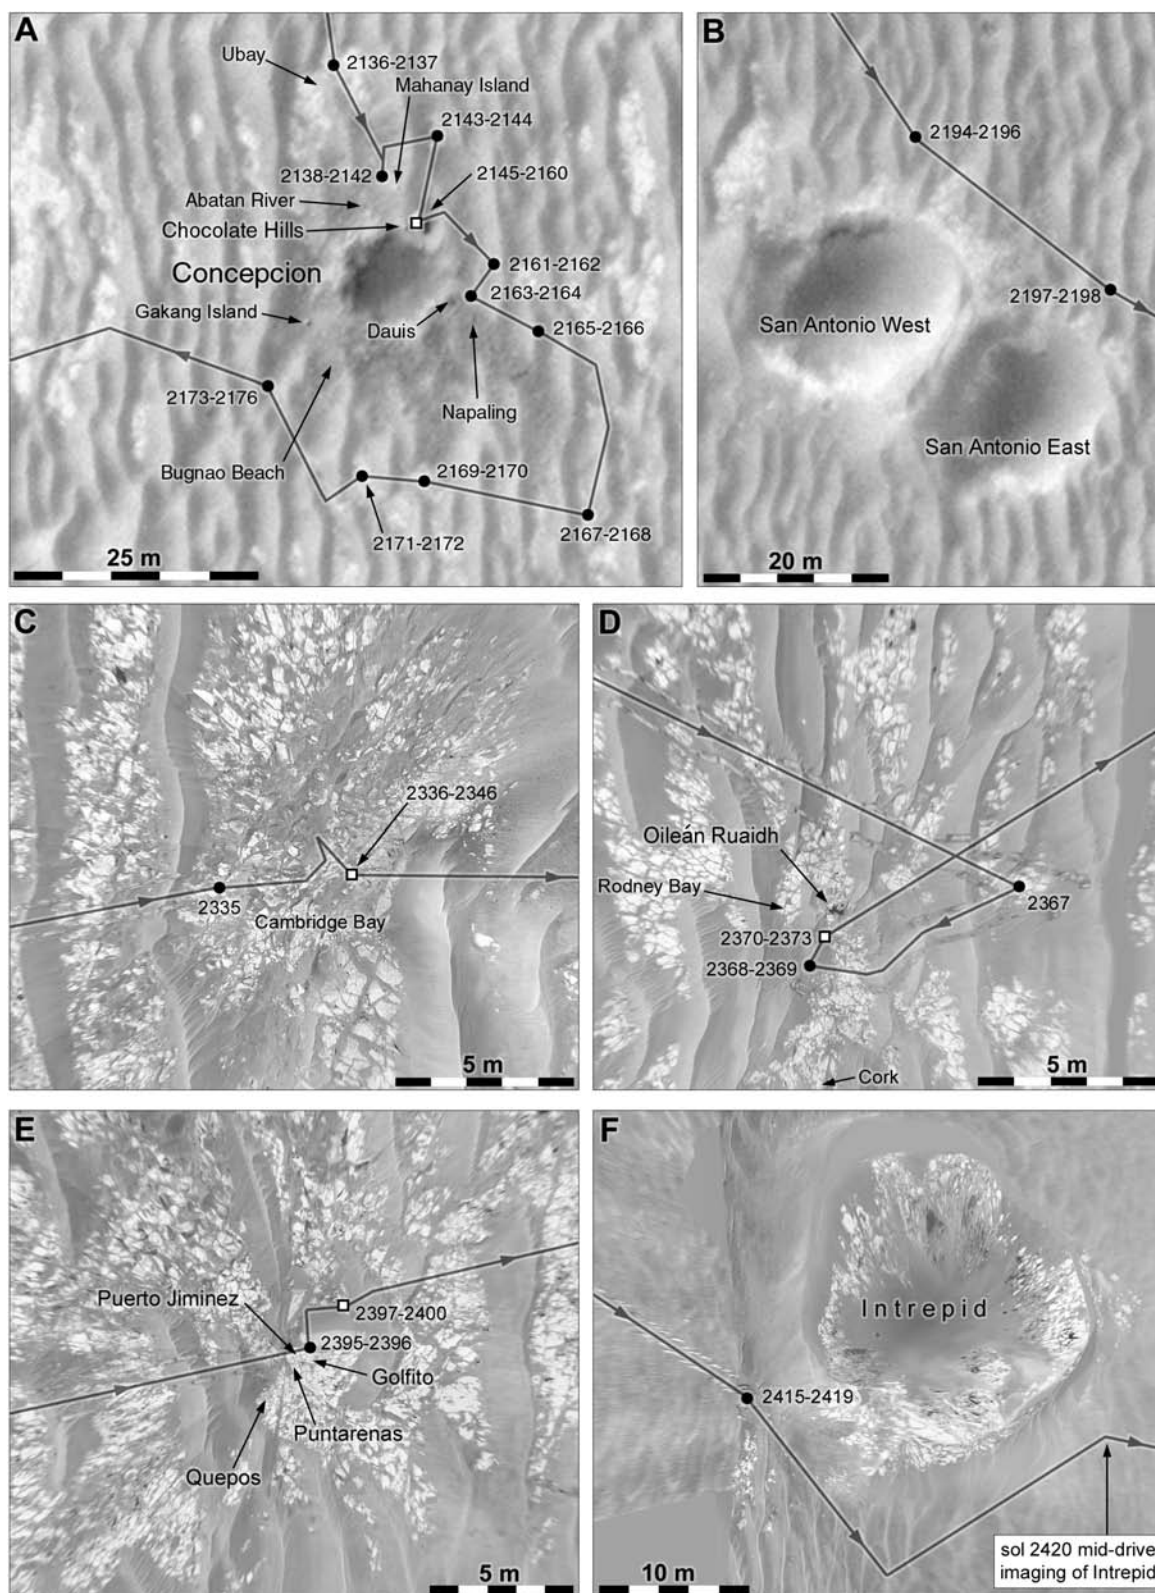 A
Ubay
2136-2137
Mahanay Island
2143-2144
2138-2142
2145-2160
Abatan River
Chocolate Hills
2161-2162
Concepcion
2163-2164
Gakang Island
Dauis
2165-2166
2173-2176
Napaling
Bugnao Beach
2169-2170
2171-2172
2167-2168
25 m
B
2194-2196
2197-2198
San Antonio West
San Antonio East
20 m
C
2336-2346
2335
Cambridge Bay
5 m
D
Oileán Ruaidh
Rodney Bay
2367
2370-2373
2368-2369
Cork
5 m
E
Puerto Jiminez
2397-2400
2395-2396
Golfito
Puntarenas
Quepos
5 m
F
Intrepid
2415-2419
sol 2420 mid-drive
imaging of Intrepid
10 m